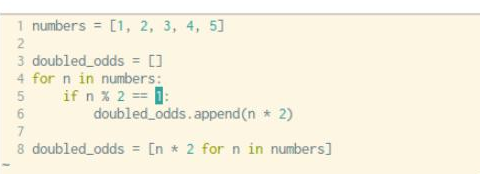 1 numbers = [1, 2, 3, 4, 5]
2
3 doubled_odds = []
4 for n in numbers:
5     if n % 2 == 1:
6         doubled_odds.append(n * 2)
7
8 doubled_odds = [n * 2 for n in numbers]
~